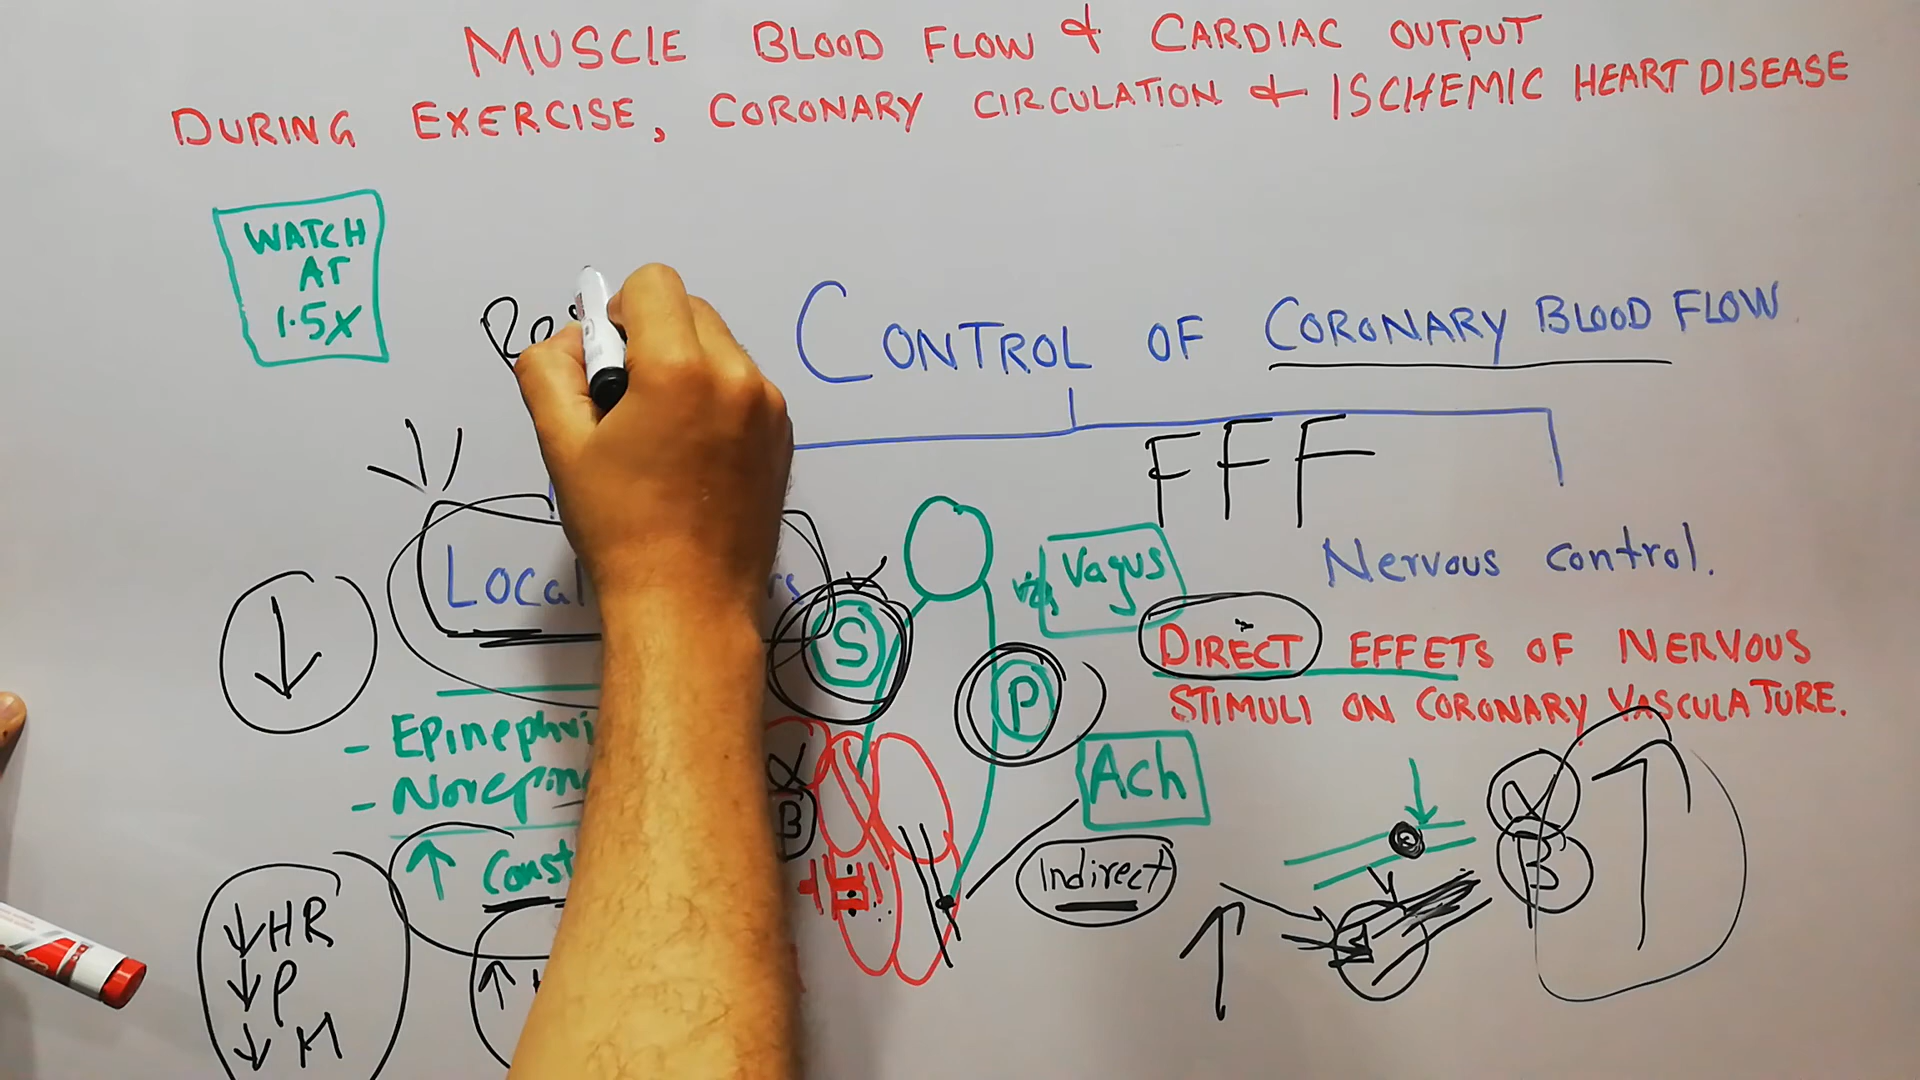 MUSCLE BLOOD FLOW & CARDIAC OUTPUT
DURING EXERCISE, CORONARY CIRCULATION & ISCHEMIC HEART DISEASE
WATCH
AT
1.5X
CONTROL OF CORONARY BLOOD FLOW
FFF
Local
Nervous control.
Vagus
S
P
DIRECT EFFETS OF NERVOUS
STIMULI ON CORONARY VASCULATURE.
- Epinephri
- Norepin
Ach
B
B
↑ Const
Indirect
↓HR
↓P
↓M